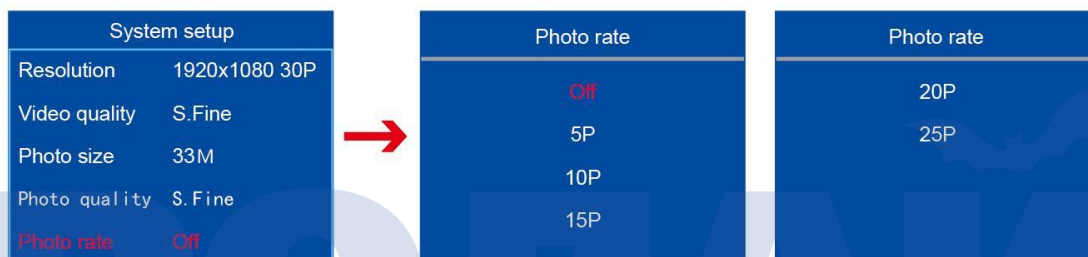 System setup
Resolution 1920x1080 30P
Video quality S.Fine
Photo size 33M
Photo quality S.Fine
Photo rate Off
Photo rate
Off
5P
10P
15P
Photo rate
20P
25P